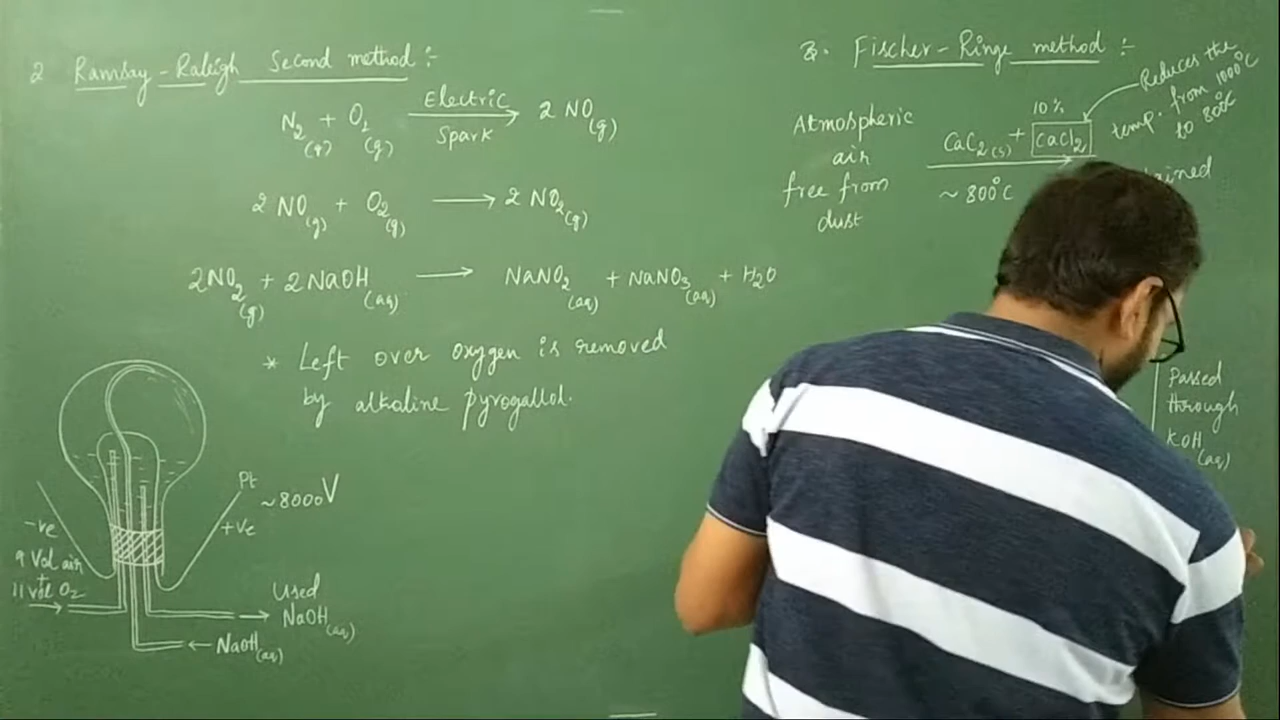 2 Ramsay-Raleigh Second method :-
N2(g) + O2(g) Electric Spark 2 NO(g)
2 NO(g) + O2(g) → 2 NO2(g)
2NO2(g) + 2NaOH(aq) → NaNO2(aq) + NaNO3(aq) + H2O
* Left over oxygen is removed
by alkaline pyrogallol.
Pt
~8000V
-ve
+ve
9 Vol air
+
11 vol O2
Used
NaOH(aq)
← NaOH(aq)
3. Fischer-Ringe method :-
Reduces the
temp. from 1000°C
to 800°C
Atmospheric
air
free from
dust
10%
CaC2(s) + CaCl2
~ 800°C
Passed
through
KOH
(aq)